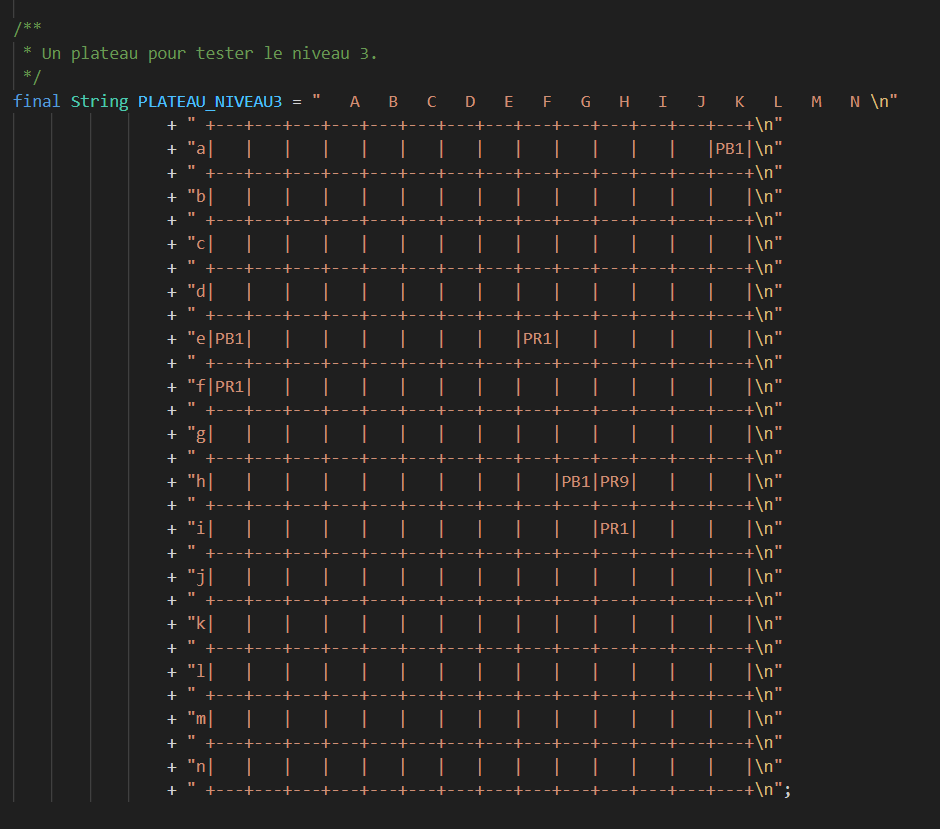 /**
 * Un plateau pour tester le niveau 3.
 */
final String PLATEAU_NIVEAU3 = "   A   B   C   D   E   F   G   H   I   J   K   L   M   N \n"
                + " +---+---+---+---+---+---+---+---+---+---+---+---+---+---+\n"
                + "a|   |   |   |   |   |   |   |   |   |   |   |   |   |PB1|\n"
                + " +---+---+---+---+---+---+---+---+---+---+---+---+---+---+\n"
                + "b|   |   |   |   |   |   |   |   |   |   |   |   |   |   |\n"
                + " +---+---+---+---+---+---+---+---+---+---+---+---+---+---+\n"
                + "c|   |   |   |   |   |   |   |   |   |   |   |   |   |   |\n"
                + " +---+---+---+---+---+---+---+---+---+---+---+---+---+---+\n"
                + "d|   |   |   |   |   |   |   |   |   |   |   |   |   |   |\n"
                + " +---+---+---+---+---+---+---+---+---+---+---+---+---+---+\n"
                + "e|PB1|   |   |   |   |   |   |   |PR1|   |   |   |   |   |\n"
                + " +---+---+---+---+---+---+---+---+---+---+---+---+---+---+\n"
                + "f|PR1|   |   |   |   |   |   |   |   |   |   |   |   |   |\n"
                + " +---+---+---+---+---+---+---+---+---+---+---+---+---+---+\n"
                + "g|   |   |   |   |   |   |   |   |   |   |   |   |   |   |\n"
                + " +---+---+---+---+---+---+---+---+---+---+---+---+---+---+\n"
                + "h|   |   |   |   |   |   |   |   |   |PB1|PR9|   |   |   |\n"
                + " +---+---+---+---+---+---+---+---+---+---+---+---+---+---+\n"
                + "i|   |   |   |   |   |   |   |   |   |   |PR1|   |   |   |\n"
                + " +---+---+---+---+---+---+---+---+---+---+---+---+---+---+\n"
                + "j|   |   |   |   |   |   |   |   |   |   |   |   |   |   |\n"
                + " +---+---+---+---+---+---+---+---+---+---+---+---+---+---+\n"
                + "k|   |   |   |   |   |   |   |   |   |   |   |   |   |   |\n"
                + " +---+---+---+---+---+---+---+---+---+---+---+---+---+---+\n"
                + "l|   |   |   |   |   |   |   |   |   |   |   |   |   |   |\n"
                + " +---+---+---+---+---+---+---+---+---+---+---+---+---+---+\n"
                + "m|   |   |   |   |   |   |   |   |   |   |   |   |   |   |\n"
                + " +---+---+---+---+---+---+---+---+---+---+---+---+---+---+\n"
                + "n|   |   |   |   |   |   |   |   |   |   |   |   |   |   |\n"
                + " +---+---+---+---+---+---+---+---+---+---+---+---+---+---+\n";